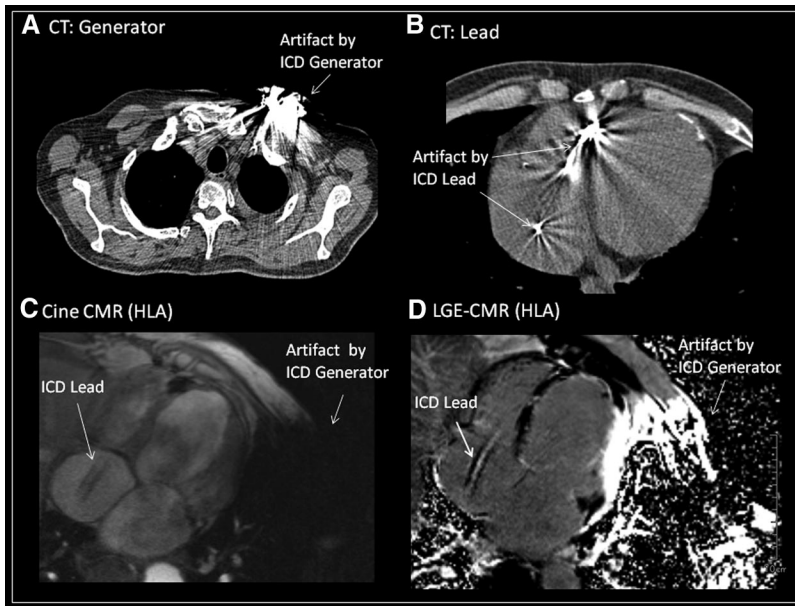 A CT: Generator
Artifact by
ICD Generator
B CT: Lead
Artifact by
ICD Lead
C Cine CMR (HLA)
ICD Lead
Artifact by
ICD Generator
D LGE-CMR (HLA)
ICD Lead
Artifact by
ICD Generator